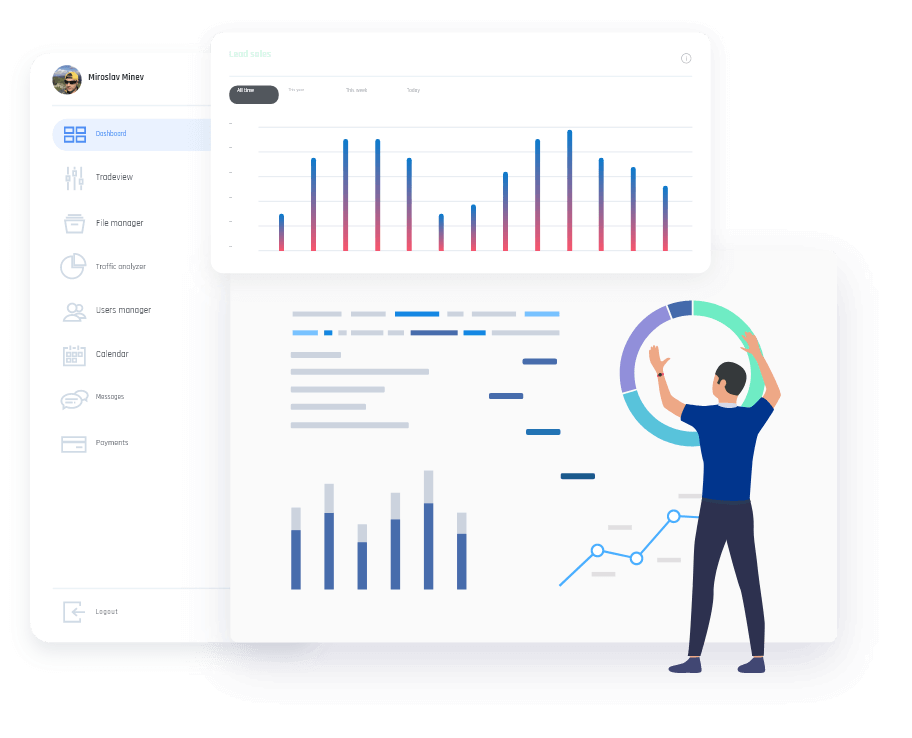 Lead sales
Miroslav Minev
All time
This year
This week
Today
Dashboard
Tradeview
File manager
Traffic analyzer
Users manager
Calendar
Messages
Payments
Logout